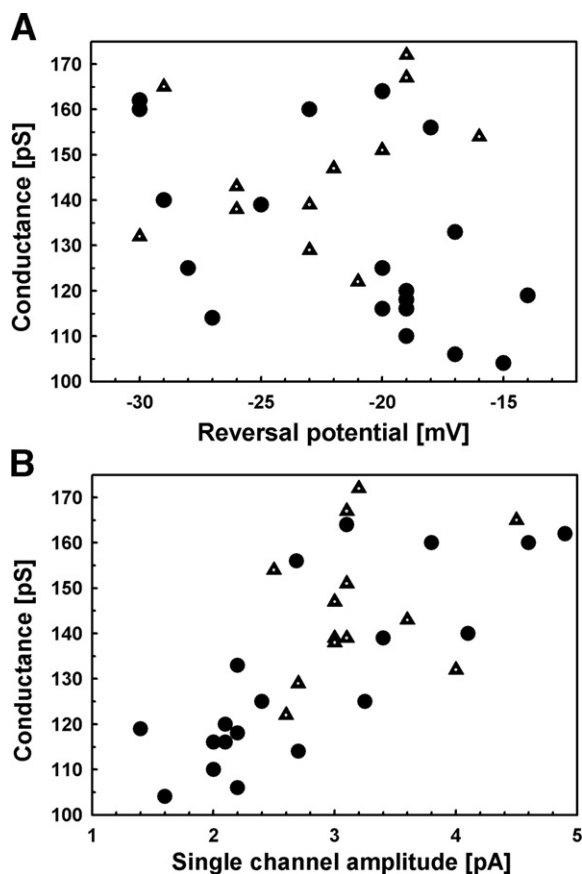 A
170
160
150
140
130
120
110
100
Conductance [pS]
-30 -25 -20 -15
Reversal potential [mV]
B
170
160
150
140
130
120
110
100
Conductance [pS]
1 2 3 4 5
Single channel amplitude [pA]